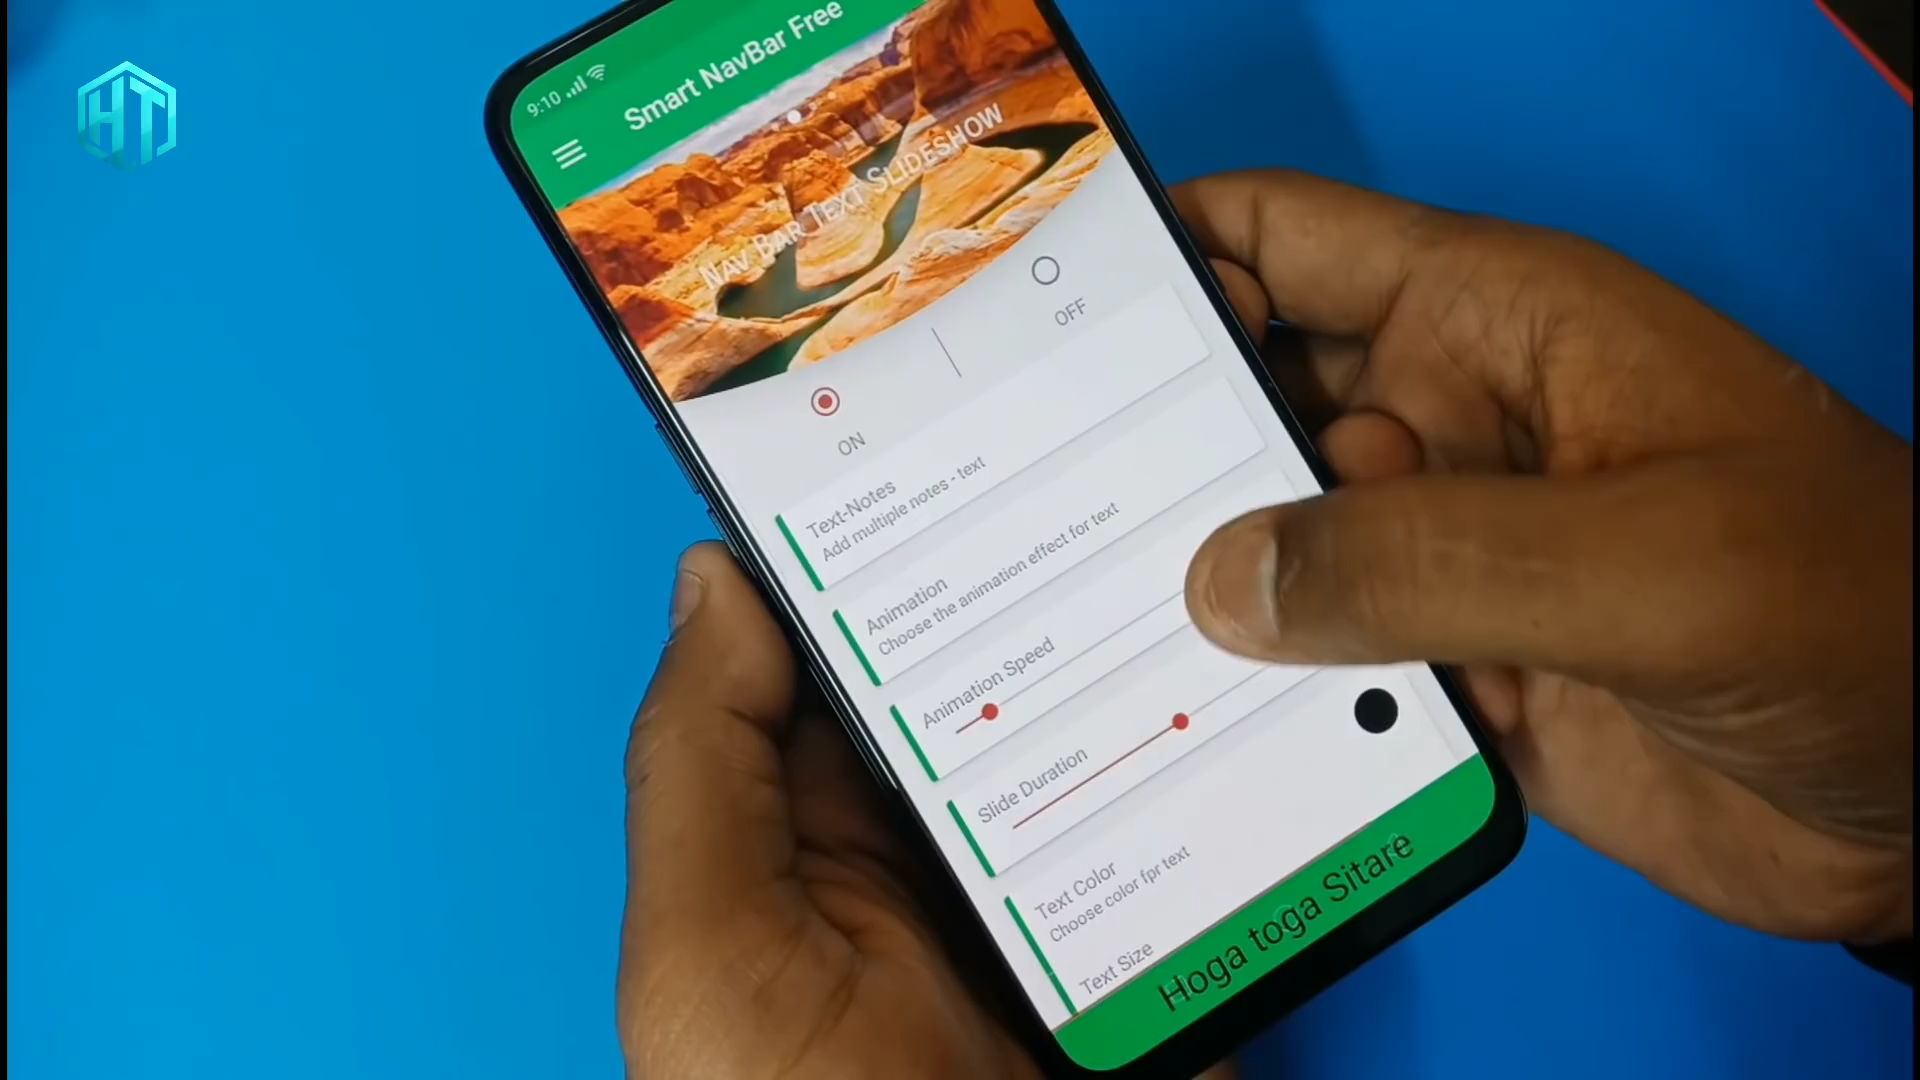 HT
9:10
Smart NavBar Free
NAV BAR TEXT SLIDESHOW
ON
OFF
Text-Notes
Add multiple notes - text
Animation
Choose the animation effect for text
Animation Speed
Slide Duration
Text Color
Choose color fpr text
Text Size
Hoga toga Sitare